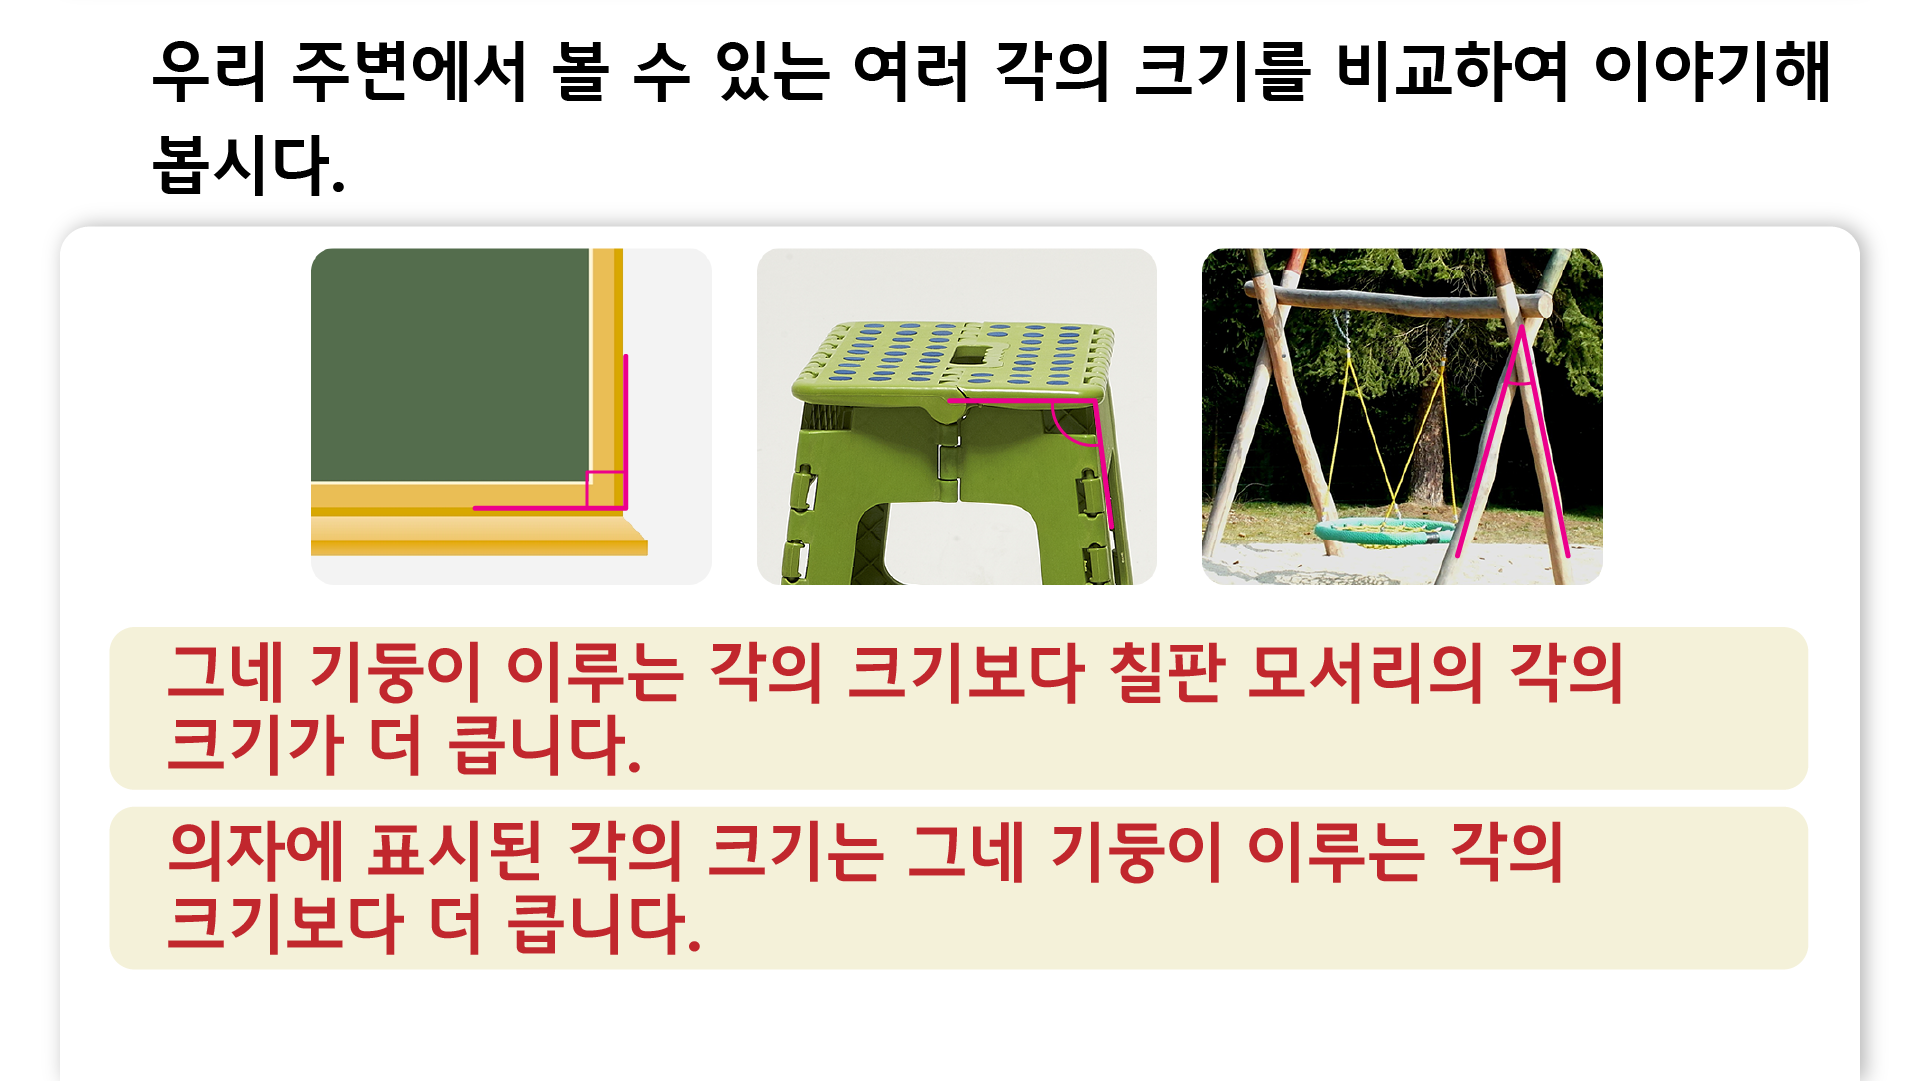 우리 주변에서 볼 수 있는 여러 각의 크기를 비교하여 이야기해
봅시다.
그네 기둥이 이루는 각의 크기보다 칠판 모서리의 각의
크기가 더 큽니다.
의자에 표시된 각의 크기는 그네 기둥이 이루는 각의
크기보다 더 큽니다.